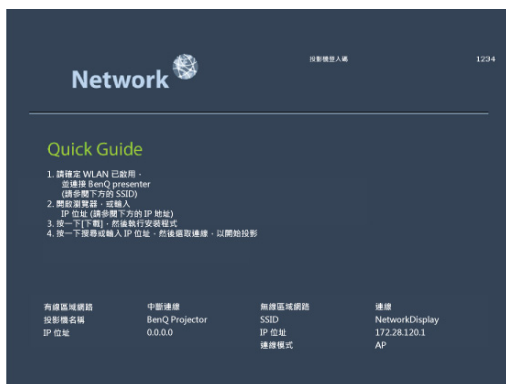 Network
投影機登入碼 1234
Quick Guide
1. 請確定 WLAN 已啟用，
並連接 BenQ presenter
(請參閱下方的 SSID)
2. 開啟瀏覽器，或輸入
IP 位址 (請參閱下方的 IP 地址)
3. 按一下[下載]，然後執行安裝程式
4. 按一下搜尋或輸入 IP 位址，然後選取連線，以開始投影
有線區域網路 中斷連線 無線區域網路 連線
投影機名稱 BenQ Projector SSID NetworkDisplay
IP 位址 0.0.0.0 IP 位址 172.28.120.1
連線模式 AP